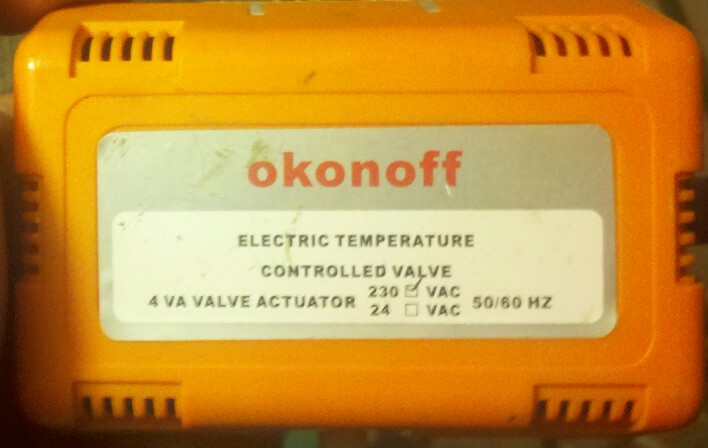 okonoff
ELECTRIC TEMPERATURE
CONTROLLED VALVE
4 VA VALVE ACTUATOR 230 ☑ VAC 50/60 HZ
24 ☐ VAC